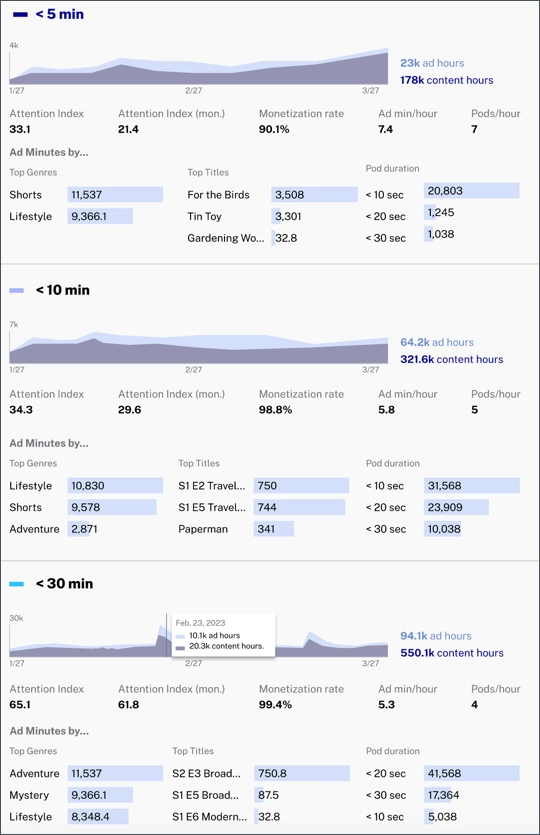 < 5 min
4k
23k ad hours
178k content hours
1/27 2/27 3/27
Attention Index Attention Index (mon.) Monetization rate Ad min/hour Pods/hour
33.1 21.4 90.1% 7.4 7
Ad Minutes by...
Top Genres Top Titles Pod duration
Shorts 11,537 For the Birds 3,508 < 10 sec 20,803
Lifestyle 9,366.1 Tin Toy 3,301 < 20 sec 1,245
Gardening Wo... 32.8 < 30 sec 1,038
< 10 min
7k
64.2k ad hours
321.6k content hours
1/27 2/27 3/27
Attention Index Attention Index (mon.) Monetization rate Ad min/hour Pods/hour
34.3 29.6 98.8% 5.8 5
Ad Minutes by...
Top Genres Top Titles Pod duration
Lifestyle 10,830 S1 E2 Travel... 750 < 10 sec 31,568
Shorts 9,578 S1 E5 Travel... 744 < 20 sec 23,909
Adventure 2,871 Paperman 341 < 30 sec 10,038
< 30 min
30k
Feb. 23, 2023
10.1k ad hours
20.3k content hours.
94.1k ad hours
550.1k content hours
1/27 2/27 3/27
Attention Index Attention Index (mon.) Monetization rate Ad min/hour Pods/hour
65.1 61.8 99.4% 5.3 4
Ad Minutes by...
Top Genres Top Titles Pod duration
Adventure 11,537 S2 E3 Broad... 750.8 < 20 sec 41,568
Mystery 9,366.1 S1 E5 Broad... 87.5 < 30 sec 17,364
Lifestyle 8,348.4 S1 E6 Modern... 32.8 < 10 sec 5,038